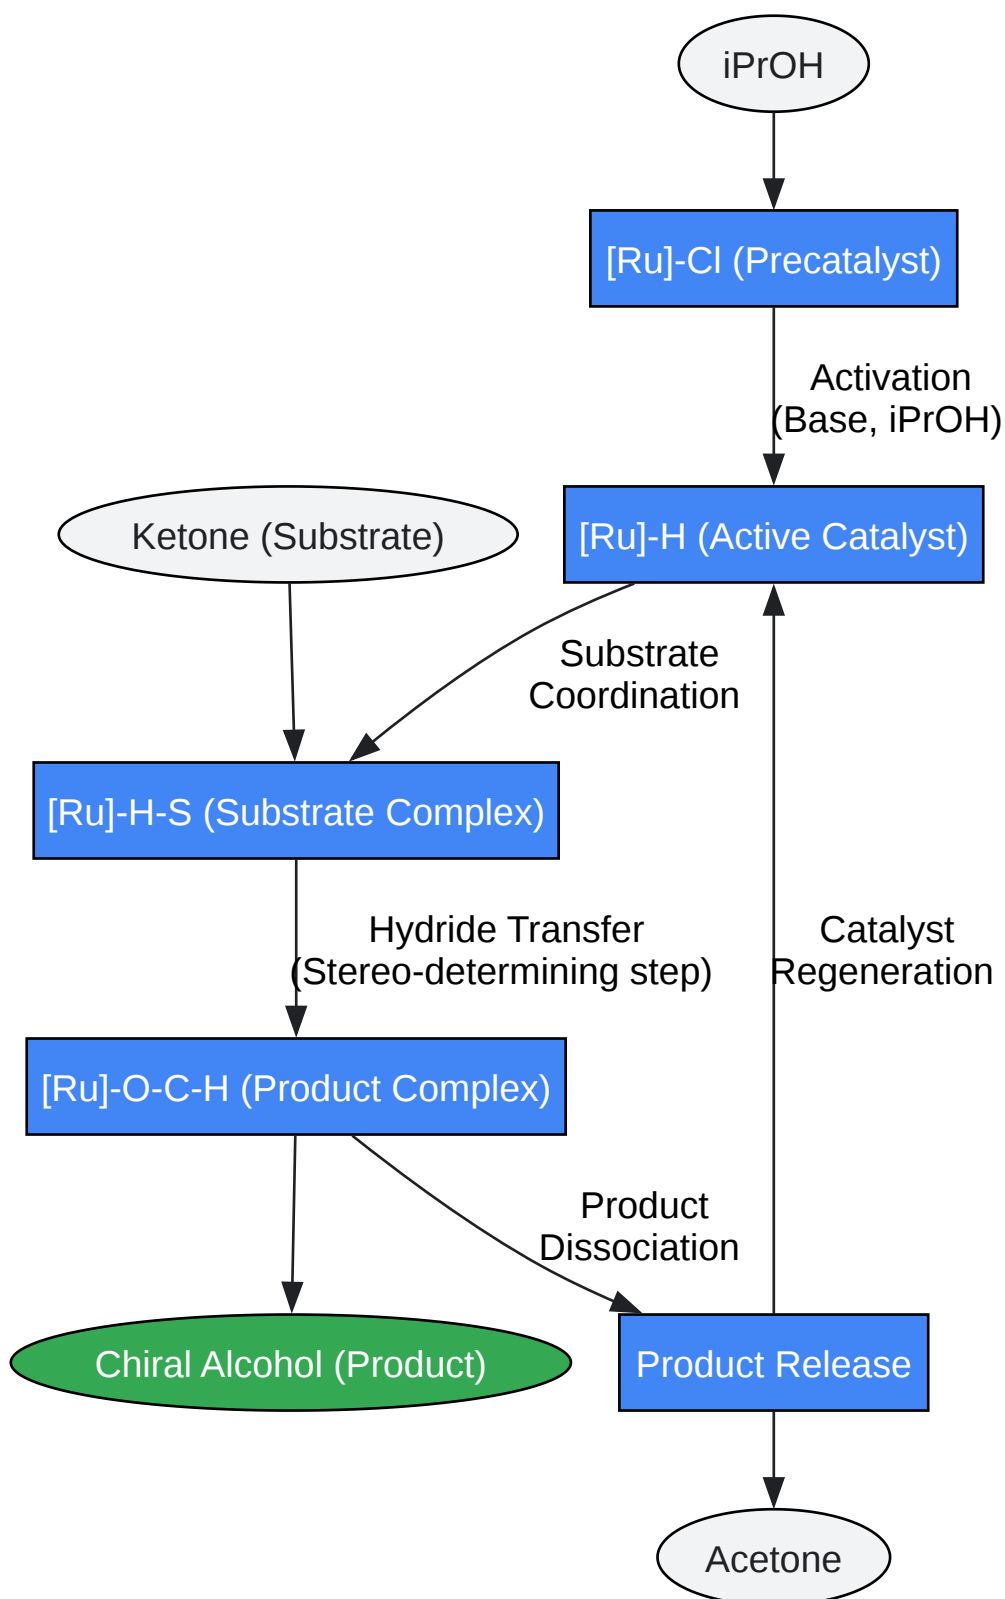 iPrOH
[Ru]-Cl (Precatalyst)
Activation
(Base, iPrOH)
Ketone (Substrate)
[Ru]-H (Active Catalyst)
Substrate
Coordination
[Ru]-H-S (Substrate Complex)
Hydride Transfer
(Stereo-determining step)
Catalyst
Regeneration
[Ru]-O-C-H (Product Complex)
Product
Dissociation
Chiral Alcohol (Product)
Product Release
Acetone